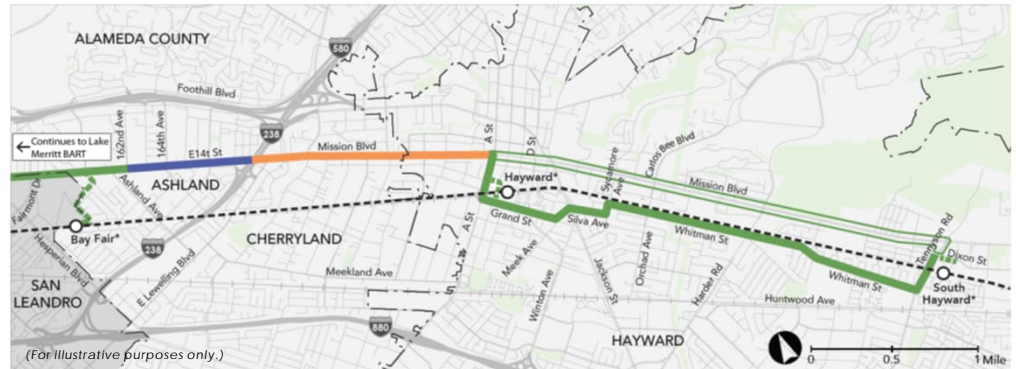 ALAMEDA COUNTY
580
Foothill Blvd
162nd Ave
164th Ave
238
A St
D St
Sycamore
Ave
Carlos Bee Blvd
Continues to Lake
Merritt BART
E14t St
Mission Blvd
Mission Blvd
ASHLAND
Ashland Ave
Hayward*
Fairmont Dr
Bay Fair*
Hesperian Blvd
238
E Lewelling Blvd
CHERRYLAND
A St
Grand St
Silva Ave
Whitman St
Tennyson Rd
Dixon St
Meek Ave
Meekland Ave
Winton Ave
Jackson St
Orchad Ave
Harder Rd
Whitman St
South
Hayward*
SAN
LEANDRO
Huntwood Ave
880
HAYWARD
(For illustrative purposes only.)
0
0.5
1 Mile